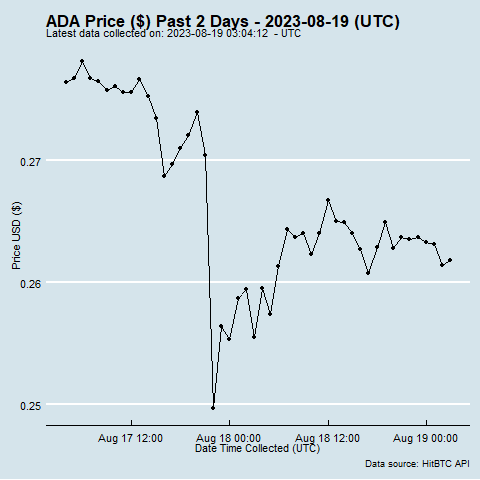 ADA Price ($) Past 2 Days - 2023-08-19 (UTC)
Latest data collected on: 2023-08-19 03:04:12 - UTC
0.27
0.26
0.25
Price USD ($)
Aug 17 12:00 Aug 18 00:00 Aug 18 12:00 Aug 19 00:00
Date Time Collected (UTC)
Data source: HitBTC API